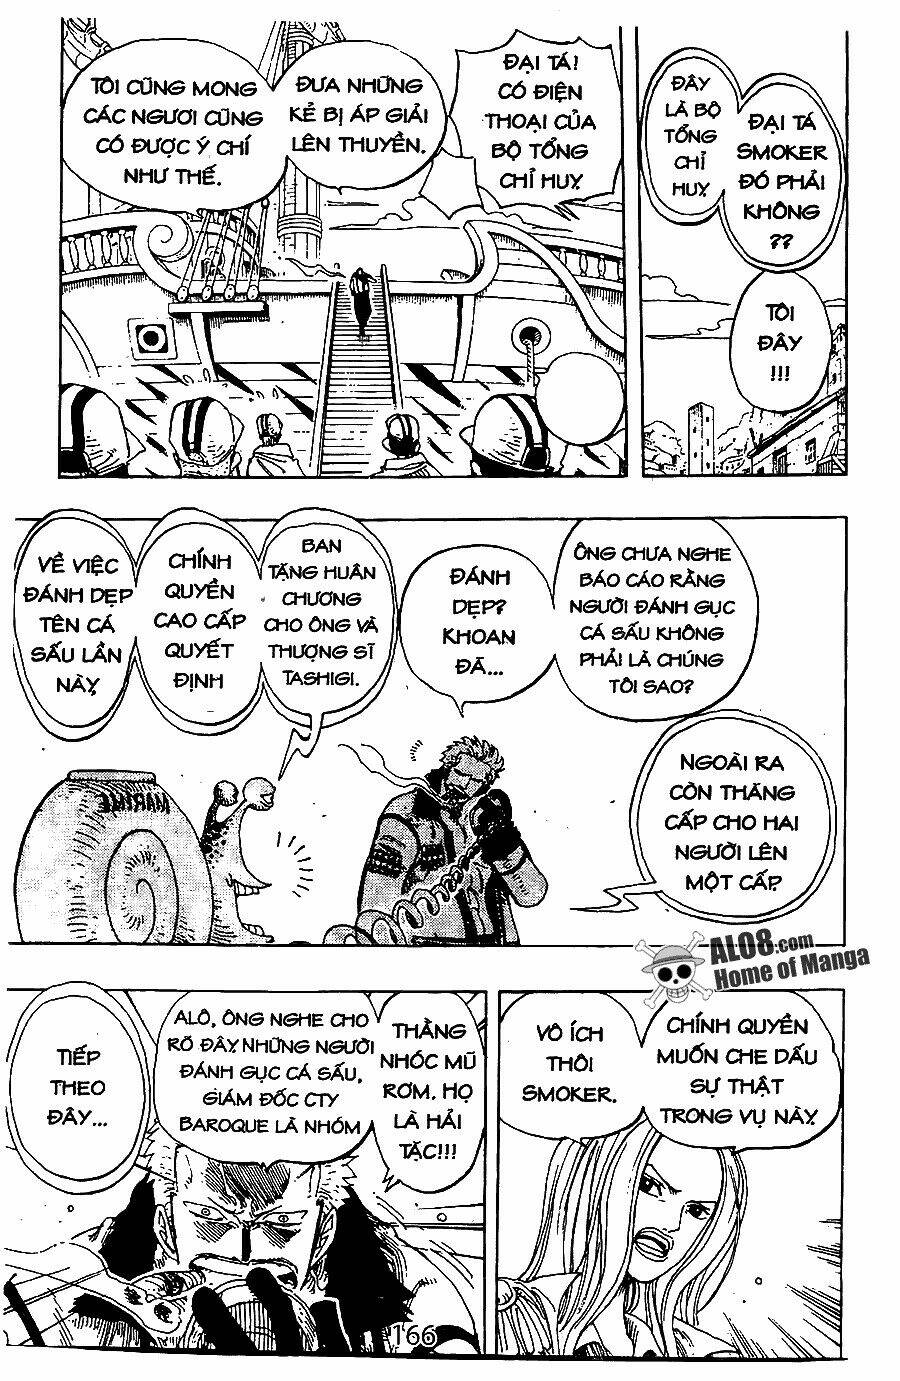 TÔI CŨNG MONG
CÁC NGƯƠI CŨNG
CÓ ĐƯỢC Ý CHÍ
NHƯ THẾ.
ĐƯA NHỮNG
KẺ BỊ ÁP GIẢI
LÊN THUYỀN.
ĐẠI TÁ!
CÓ ĐIỆN
THOẠI CỦA
BỘ TỔNG
CHỈ HUY.
ĐÂY
LÀ BỘ
TỔNG
CHỈ
HUY.
ĐẠI TÁ
SMOKER
ĐÓ PHẢI
KHÔNG
??
TÔI
ĐÂY
!!!
VỀ VIỆC
ĐÁNH DẸP
TÊN CÁ
SẤU LẦN
NÀY,
CHÍNH
QUYỀN
CAO CẤP
QUYẾT
ĐỊNH
BAN
TẶNG HUÂN
CHƯƠNG
CHO ÔNG VÀ
THƯỢNG SĨ
TASHIGI.
ĐÁNH
DẸP?
KHOAN
ĐÃ...
ÔNG CHƯA NGHE
BÁO CÁO RẰNG
NGƯỜI ĐÁNH GỤC
CÁ SẤU KHÔNG
PHẢI LÀ CHÚNG
TÔI SAO?
NGOÀI RA
CÒN THĂNG
CẤP CHO HAI
NGƯỜI LÊN
MỘT CẤP.
MARINE
AL08.com
Home of Manga
TIẾP
THEO
ĐÂY...
ALÔ, ÔNG NGHE CHO
RÕ ĐÂY. NHỮNG NGƯỜI
ĐÁNH GỤC CÁ SẤU,
GIÁM ĐỐC CTY
BAROQUE LÀ NHÓM
THẰNG
NHÓC MŨ
RƠM, HỌ
LÀ HẢI
TẶC!!!
VÔ ÍCH
THÔI
SMOKER.
CHÍNH QUYỀN
MUỐN CHE DẤU
SỰ THẬT
TRONG VỤ NÀY.
166